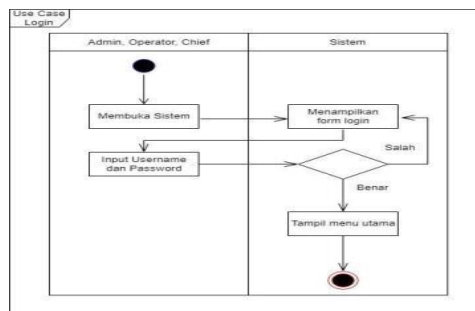 Use Case
Login
Admin, Operator, Chief
Sistem
Membuka Sistem
Menampilkan
form login
Salah
Input Username
dan Password
Benar
Tampil menu utama